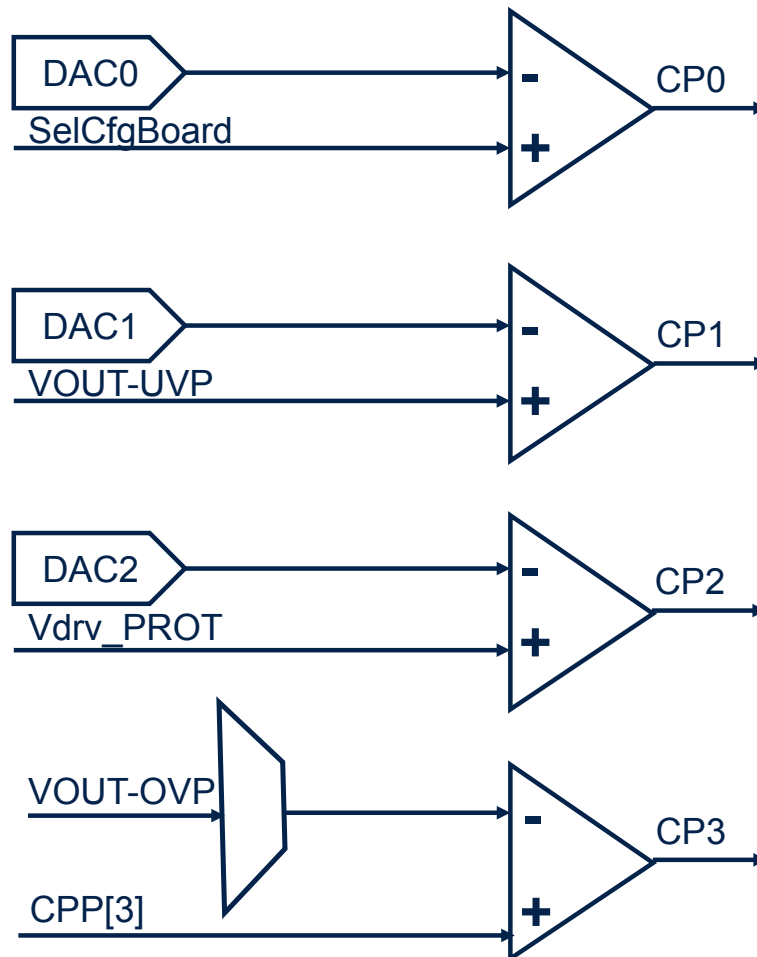 DAC0
-
CP0
SelCfgBoard
+
DAC1
-
CP1
VOUT-UVP
+
DAC2
-
CP2
Vdrv_PROT
+
VOUT-OVP
-
CP3
CPP[3]
+